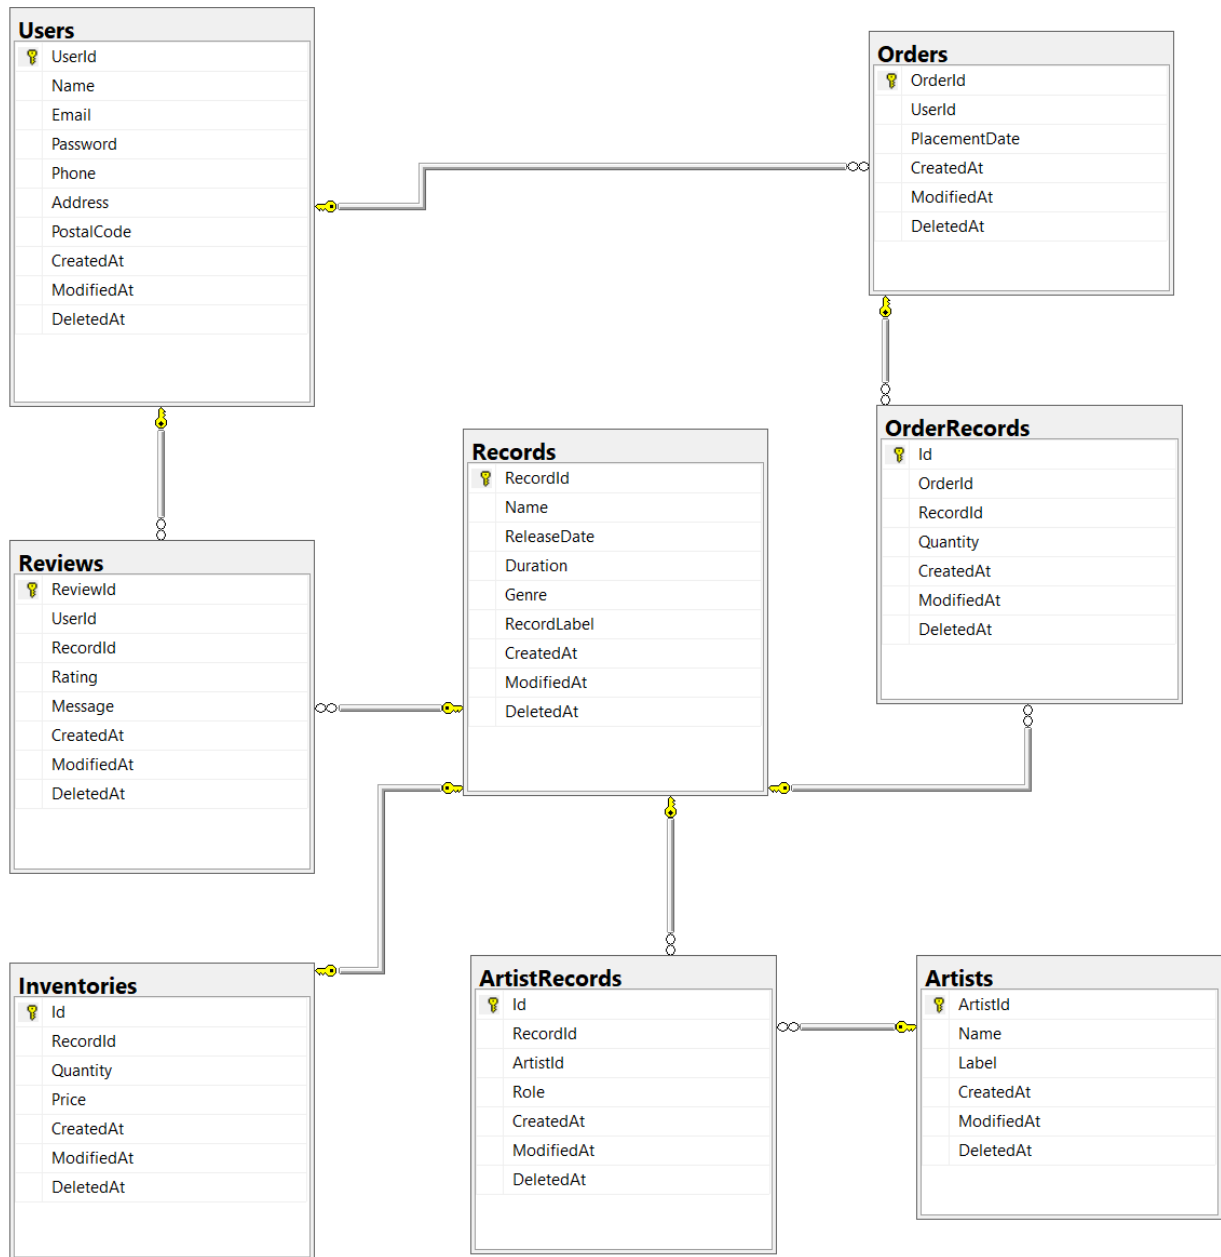 Users
UserId
Name
Email
Password
Phone
Address
PostalCode
CreatedAt
ModifiedAt
DeletedAt
Orders
OrderId
UserId
PlacementDate
CreatedAt
ModifiedAt
DeletedAt
OrderRecords
Id
OrderId
RecordId
Quantity
CreatedAt
ModifiedAt
DeletedAt
Records
RecordId
Name
ReleaseDate
Duration
Genre
RecordLabel
CreatedAt
ModifiedAt
DeletedAt
Reviews
ReviewId
UserId
RecordId
Rating
Message
CreatedAt
ModifiedAt
DeletedAt
Inventories
Id
RecordId
Quantity
Price
CreatedAt
ModifiedAt
DeletedAt
ArtistRecords
Id
RecordId
ArtistId
Role
CreatedAt
ModifiedAt
DeletedAt
Artists
ArtistId
Name
Label
CreatedAt
ModifiedAt
DeletedAt